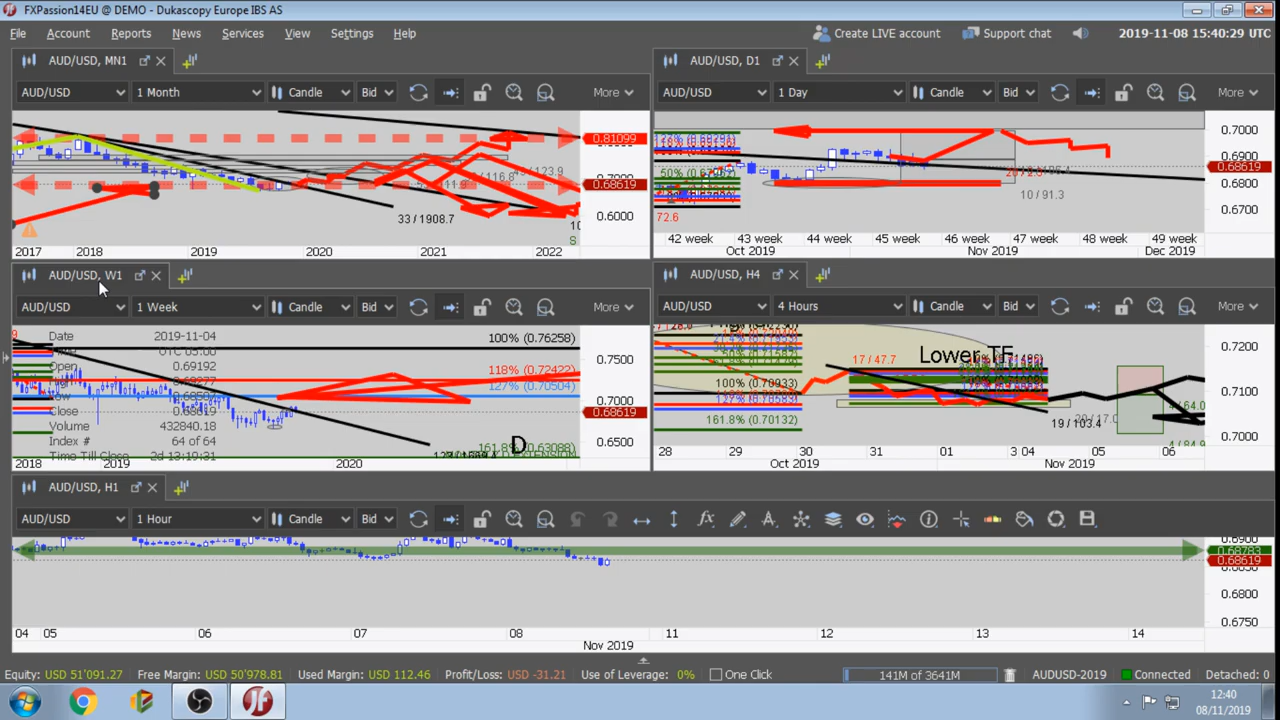 FXPassion14EU @ DEMO - Dukascopy Europe IBS AS
File Account Reports News Services View Settings Help
Create LIVE account Support chat 2019-11-08 15:40:29 UTC
AUD/USD, MN1
AUD/USD 1 Month Candle Bid More
0.81099
0.68619
0.6000
33 / 1908.7
2017 2018 2019 2020 2021 2022
AUD/USD, D1
AUD/USD 1 Day Candle Bid More
0.7000
0.6900
0.68619
0.6800
0.6700
72.6
10 / 91.3
42 week 43 week 44 week 45 week 46 week 47 week 48 week 49 week
Oct 2019 Nov 2019 Dec 2019
AUD/USD, W1
AUD/USD 1 Week Candle Bid More
Date 2019-11-04
UTC 05:00
Open 0.69192
Close 0.68619
Volum 432840.18
Index # 64 of 64
Time Till Close 2d 13:19:31
100% (0.76258)
118% (0.72422)
127% (0.70504)
161.8% (0.63088)
D
0.7500
0.7000
0.68619
0.6500
2018 2019 2020
AUD/USD, H4
AUD/USD 4 Hours Candle Bid More
Lower TF
17 / 47.7
100% (0.70933)
161.8% (0.70132)
19 / 103.4
0.7200
0.7100
0.7000
28 29 30 31 01 3 04 05 06
Oct 2019 Nov 2019
AUD/USD, H1
AUD/USD 1 Hour Candle Bid
0.6900
0.68783
0.68619
0.6800
0.6750
04 05 06 07 08 11 12 13 14
Nov 2019
Equity: USD 51'091.27 Free Margin: USD 50'978.81 Used Margin: USD 112.46 Profit/Loss: USD -31.21 Use of Leverage: 0% One Click 141M of 3641M AUDUSD-2019 Connected Detached: 0
12:40
08/11/2019